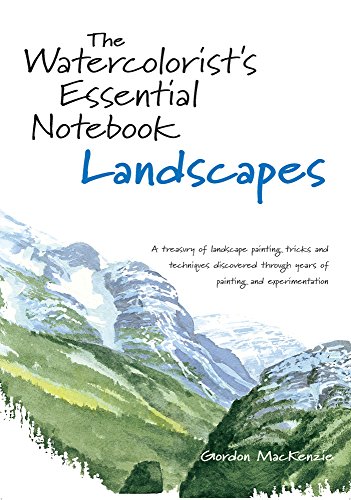 The
Watercolorist's
Essential
Notebook
Landscapes
A treasury of landscape painting tricks and
techniques discovered through years of
painting and experimentation
Gordon MacKenzie